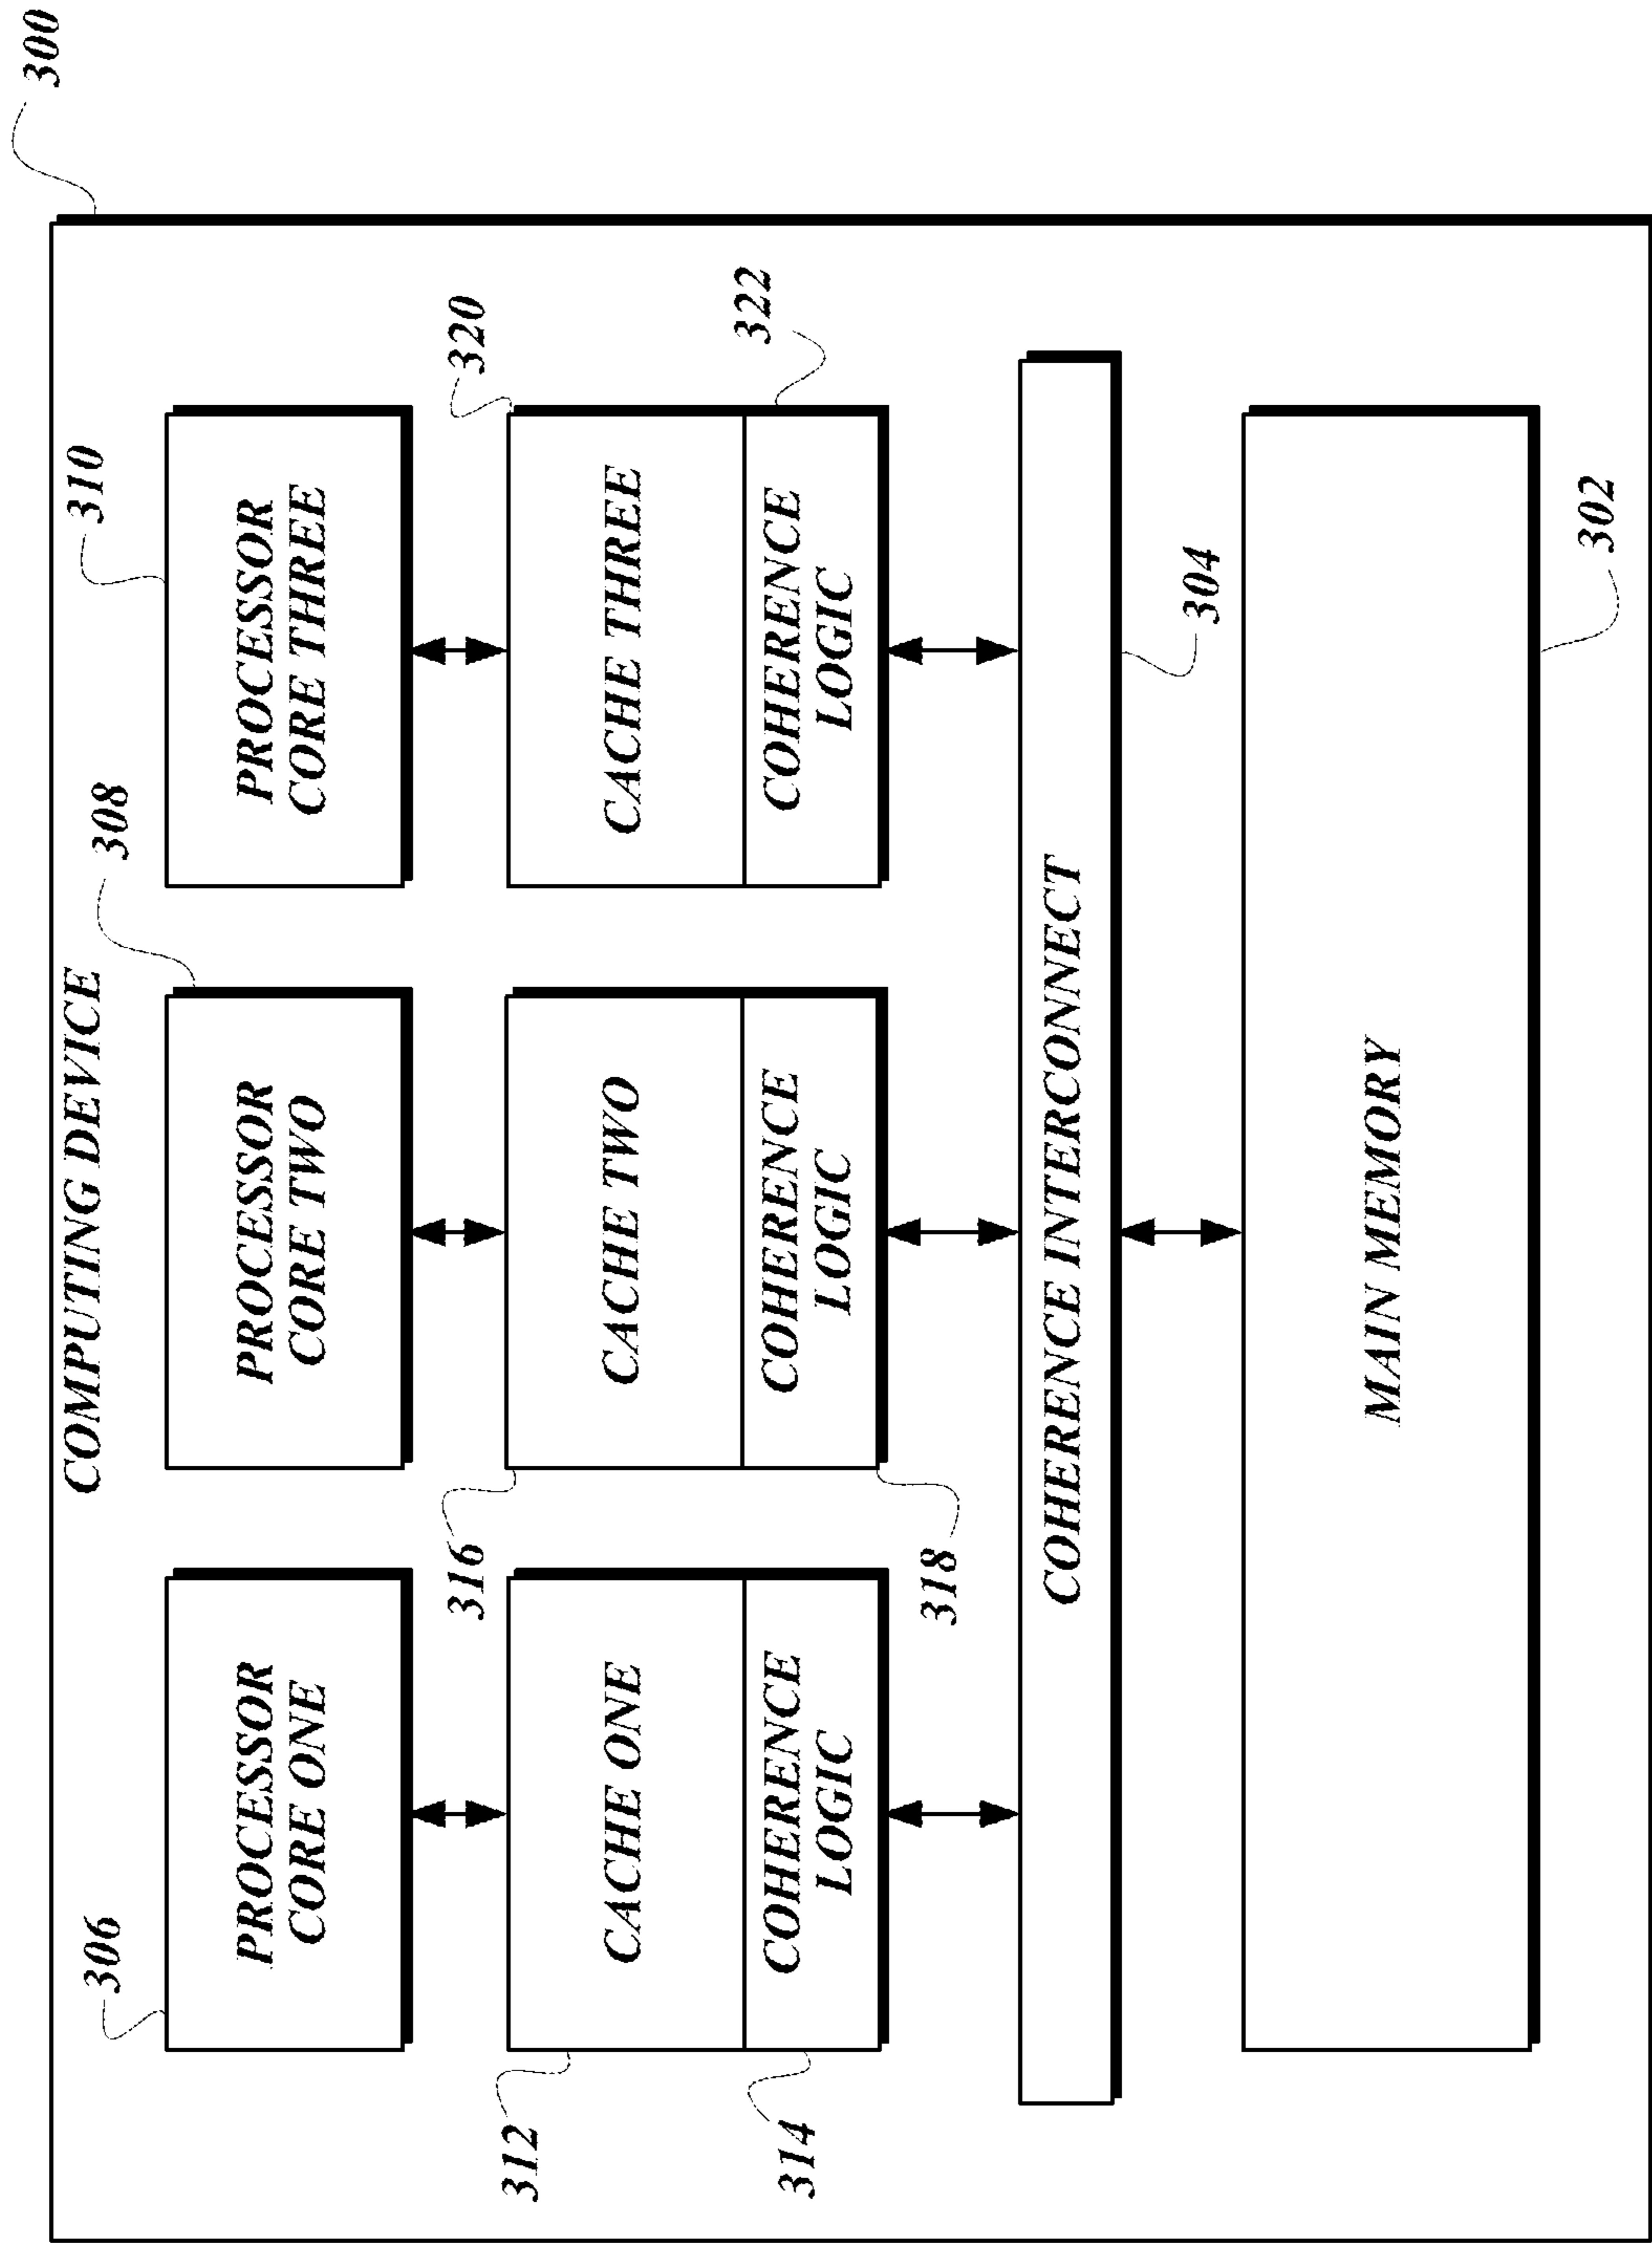 300
COMPUTING DEVICE
306
308
310
PROCESSOR
CORE ONE
PROCESSOR
CORE TWO
PROCESSOR
CORE THREE
312
316
320
CACHE ONE
CACHE TWO
CACHE THREE
314
318
322
COHERENCE
LOGIC
COHERENCE
LOGIC
COHERENCE
LOGIC
COHERENCE INTERCONNECT
304
MAIN MEMORY
302